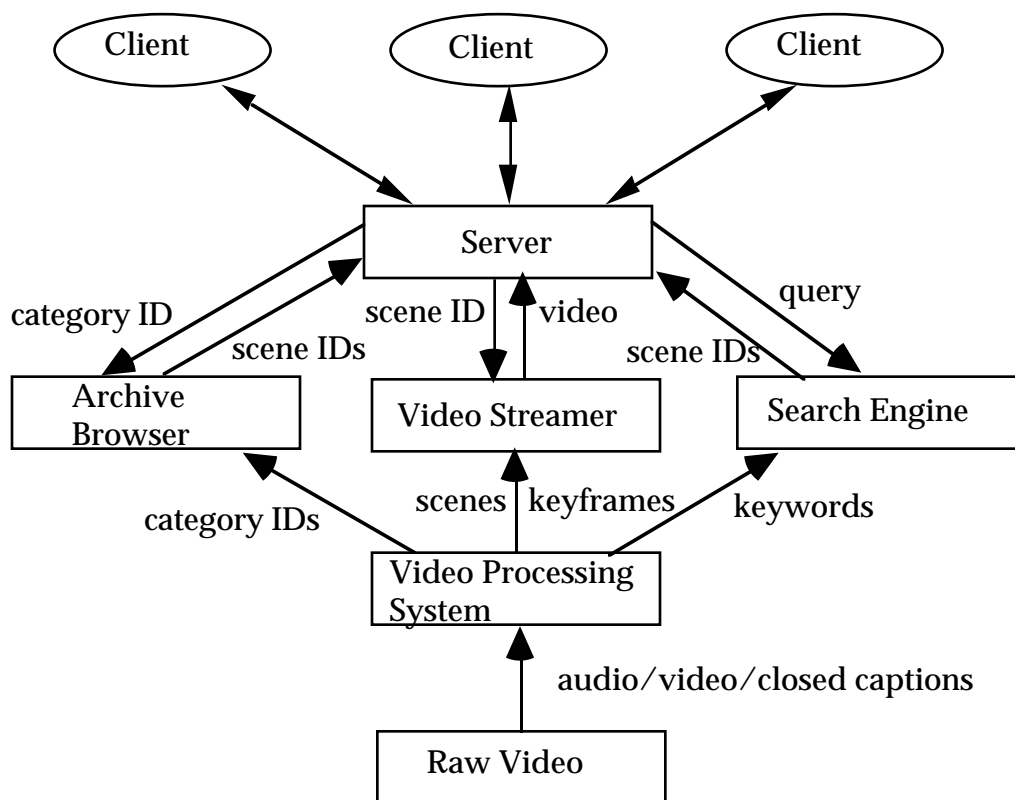 Client
Client
Client
Server
category ID
scene IDs
scene ID
video
query
scene IDs
Archive
Browser
Video Streamer
Search Engine
category IDs
scenes
keyframes
keywords
Video Processing
System
audio/video/closed captions
Raw Video